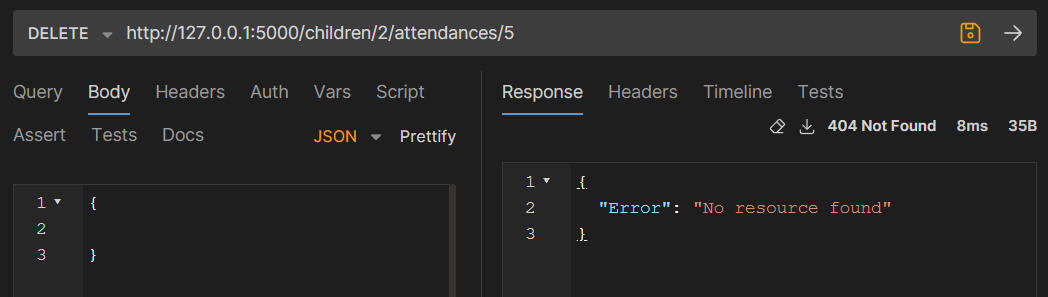 DELETE http://127.0.0.1:5000/children/2/attendances/5
Query Body Headers Auth Vars Script
Assert Tests Docs JSON Prettify
1 {
2
3 }
Response Headers Timeline Tests
404 Not Found 8ms 35B
1 {
2 "Error": "No resource found"
3 }